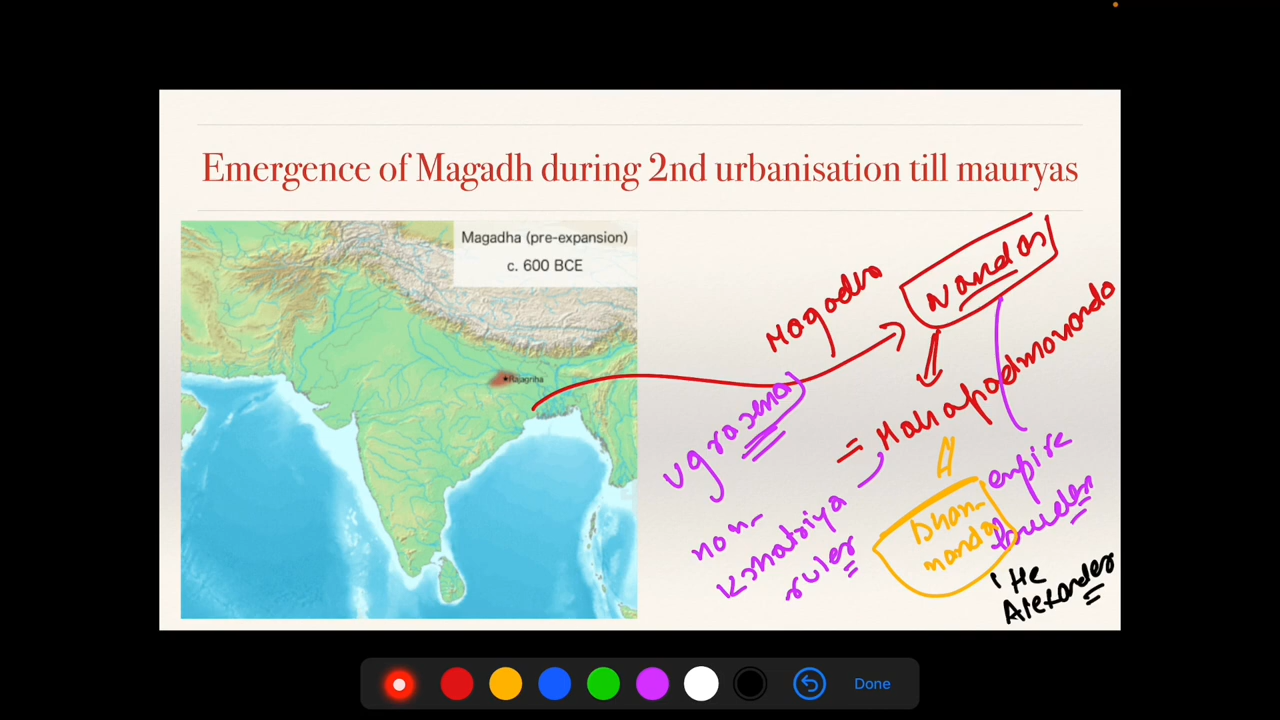 Emergence of Magadh during 2nd urbanisation till mauryas
Magadha (pre-expansion)
c. 600 BCE
Rajagriha
Magadha
Nandas
Mahapadmananda
ugrasena
non-
kshatriya
ruler
empire
builder
Dhan-
nanda
the
Alexander
Done